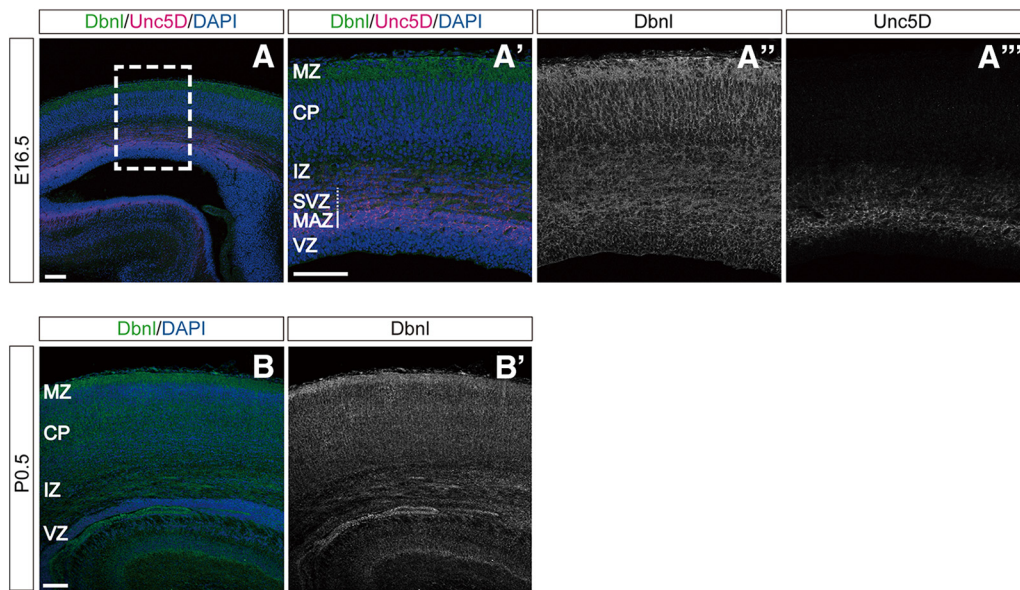 Dbnl/Unc5D/DAPI
Dbnl/Unc5D/DAPI
Dbnl
Unc5D
E16.5
A
A'
A''
A'''
MZ
CP
IZ
SVZ
MAZ
VZ
Dbnl/DAPI
Dbnl
P0.5
B
B'
MZ
CP
IZ
VZ